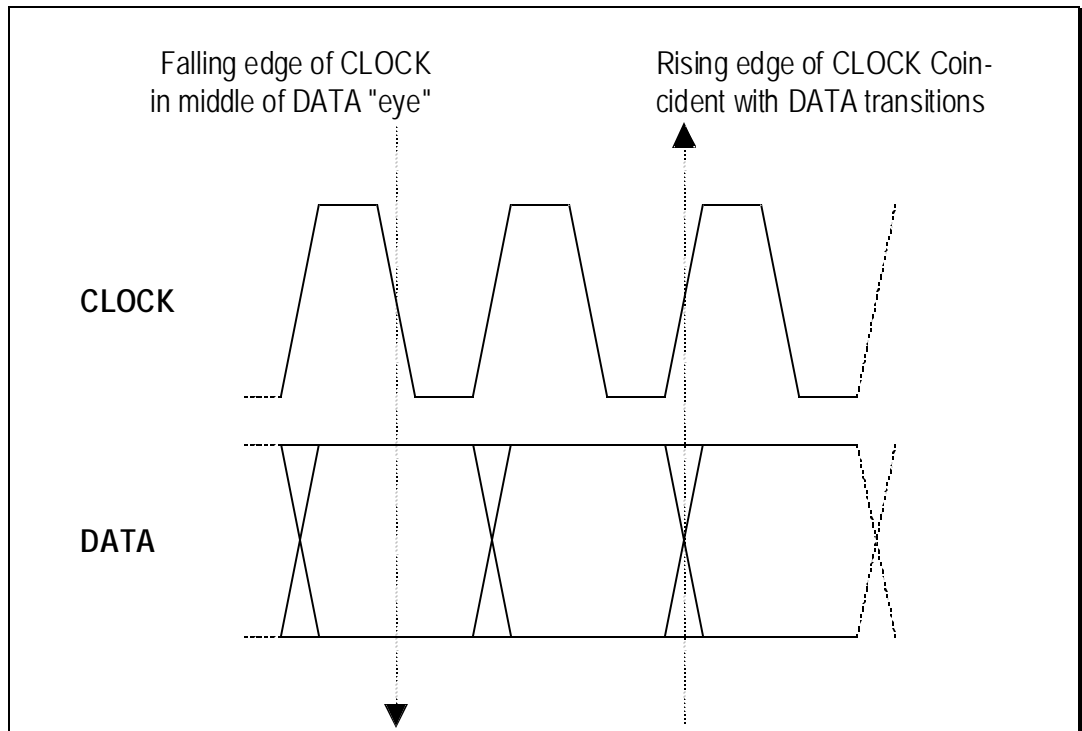 Falling edge of CLOCK
in middle of DATA "eye"
Rising edge of CLOCK Coin-
cident with DATA transitions
CLOCK
DATA